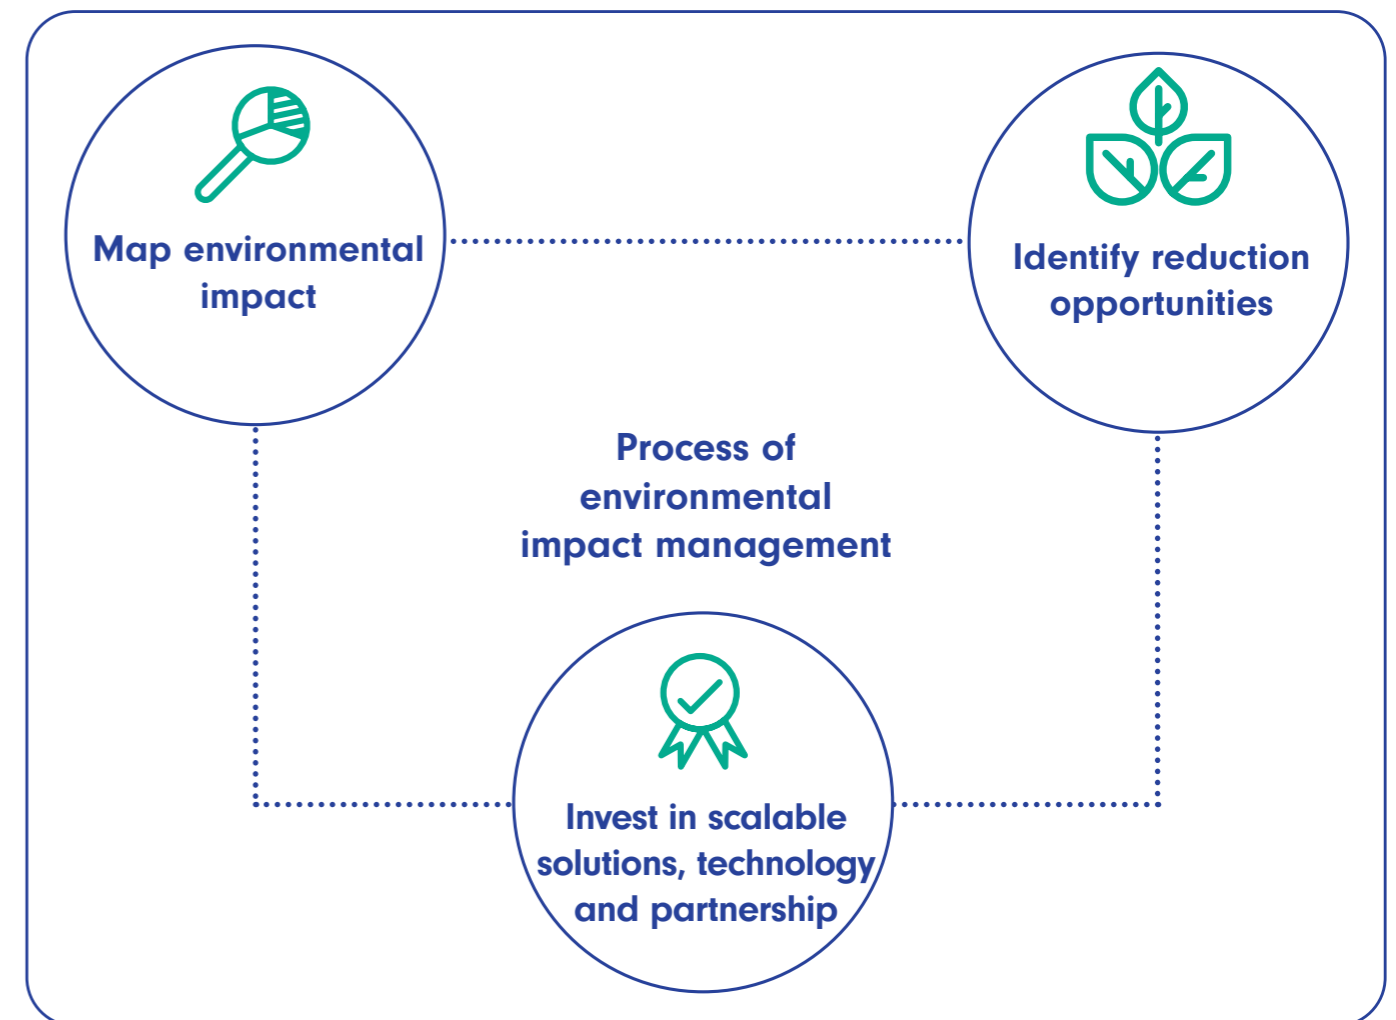 Map environmental
impact
Identify reduction
opportunities
Process of
environmental
impact management
Invest in scalable
solutions, technology
and partnership